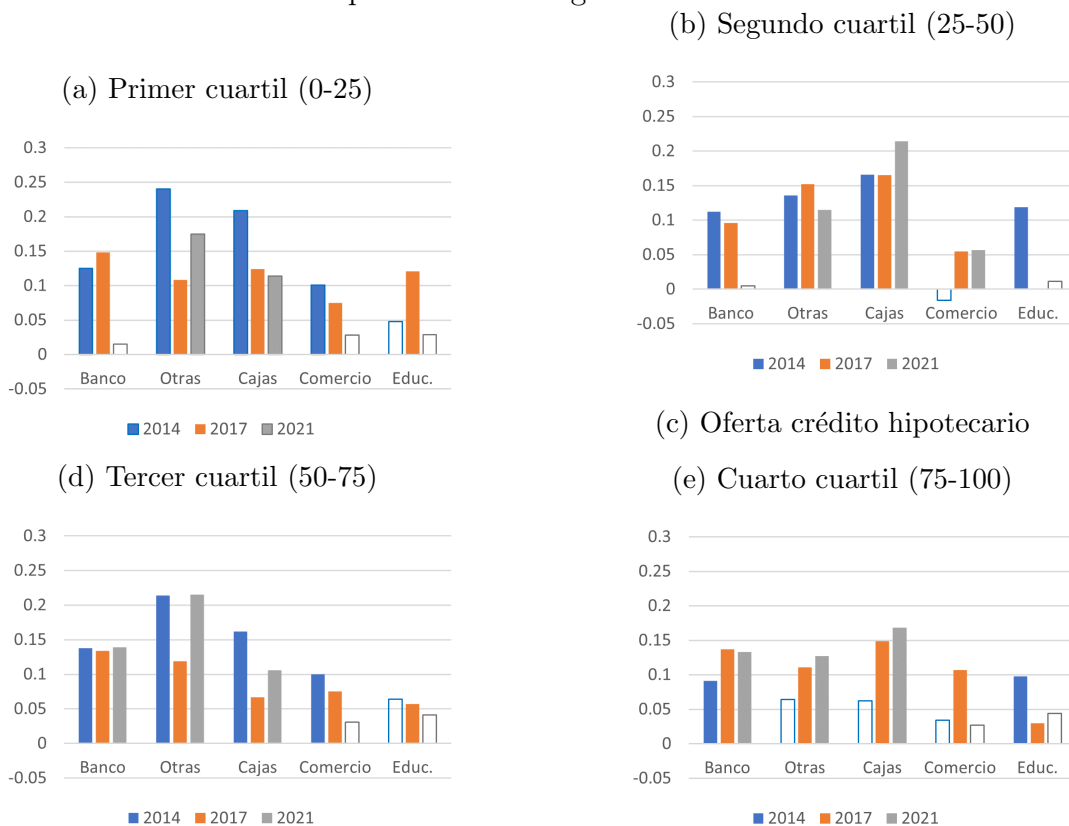 (b) Segundo cuartil (25-50)
(a) Primer cuartil (0-25)
0.3
0.25
0.2
0.15
0.1
0.05
0
-0.05
Banco Otras Cajas Comercio Educ.
2014 2017 2021
0.3
0.25
0.2
0.15
0.1
0.05
0
-0.05
Banco Otras Cajas Comercio Educ.
2014 2017 2021
(c) Oferta crédito hipotecario
(d) Tercer cuartil (50-75)
(e) Cuarto cuartil (75-100)
0.3
0.25
0.2
0.15
0.1
0.05
0
-0.05
Banco Otras Cajas Comercio Educ.
2014 2017 2021
0.3
0.25
0.2
0.15
0.1
0.05
0
-0.05
Banco Otras Cajas Comercio Educ.
2014 2017 2021